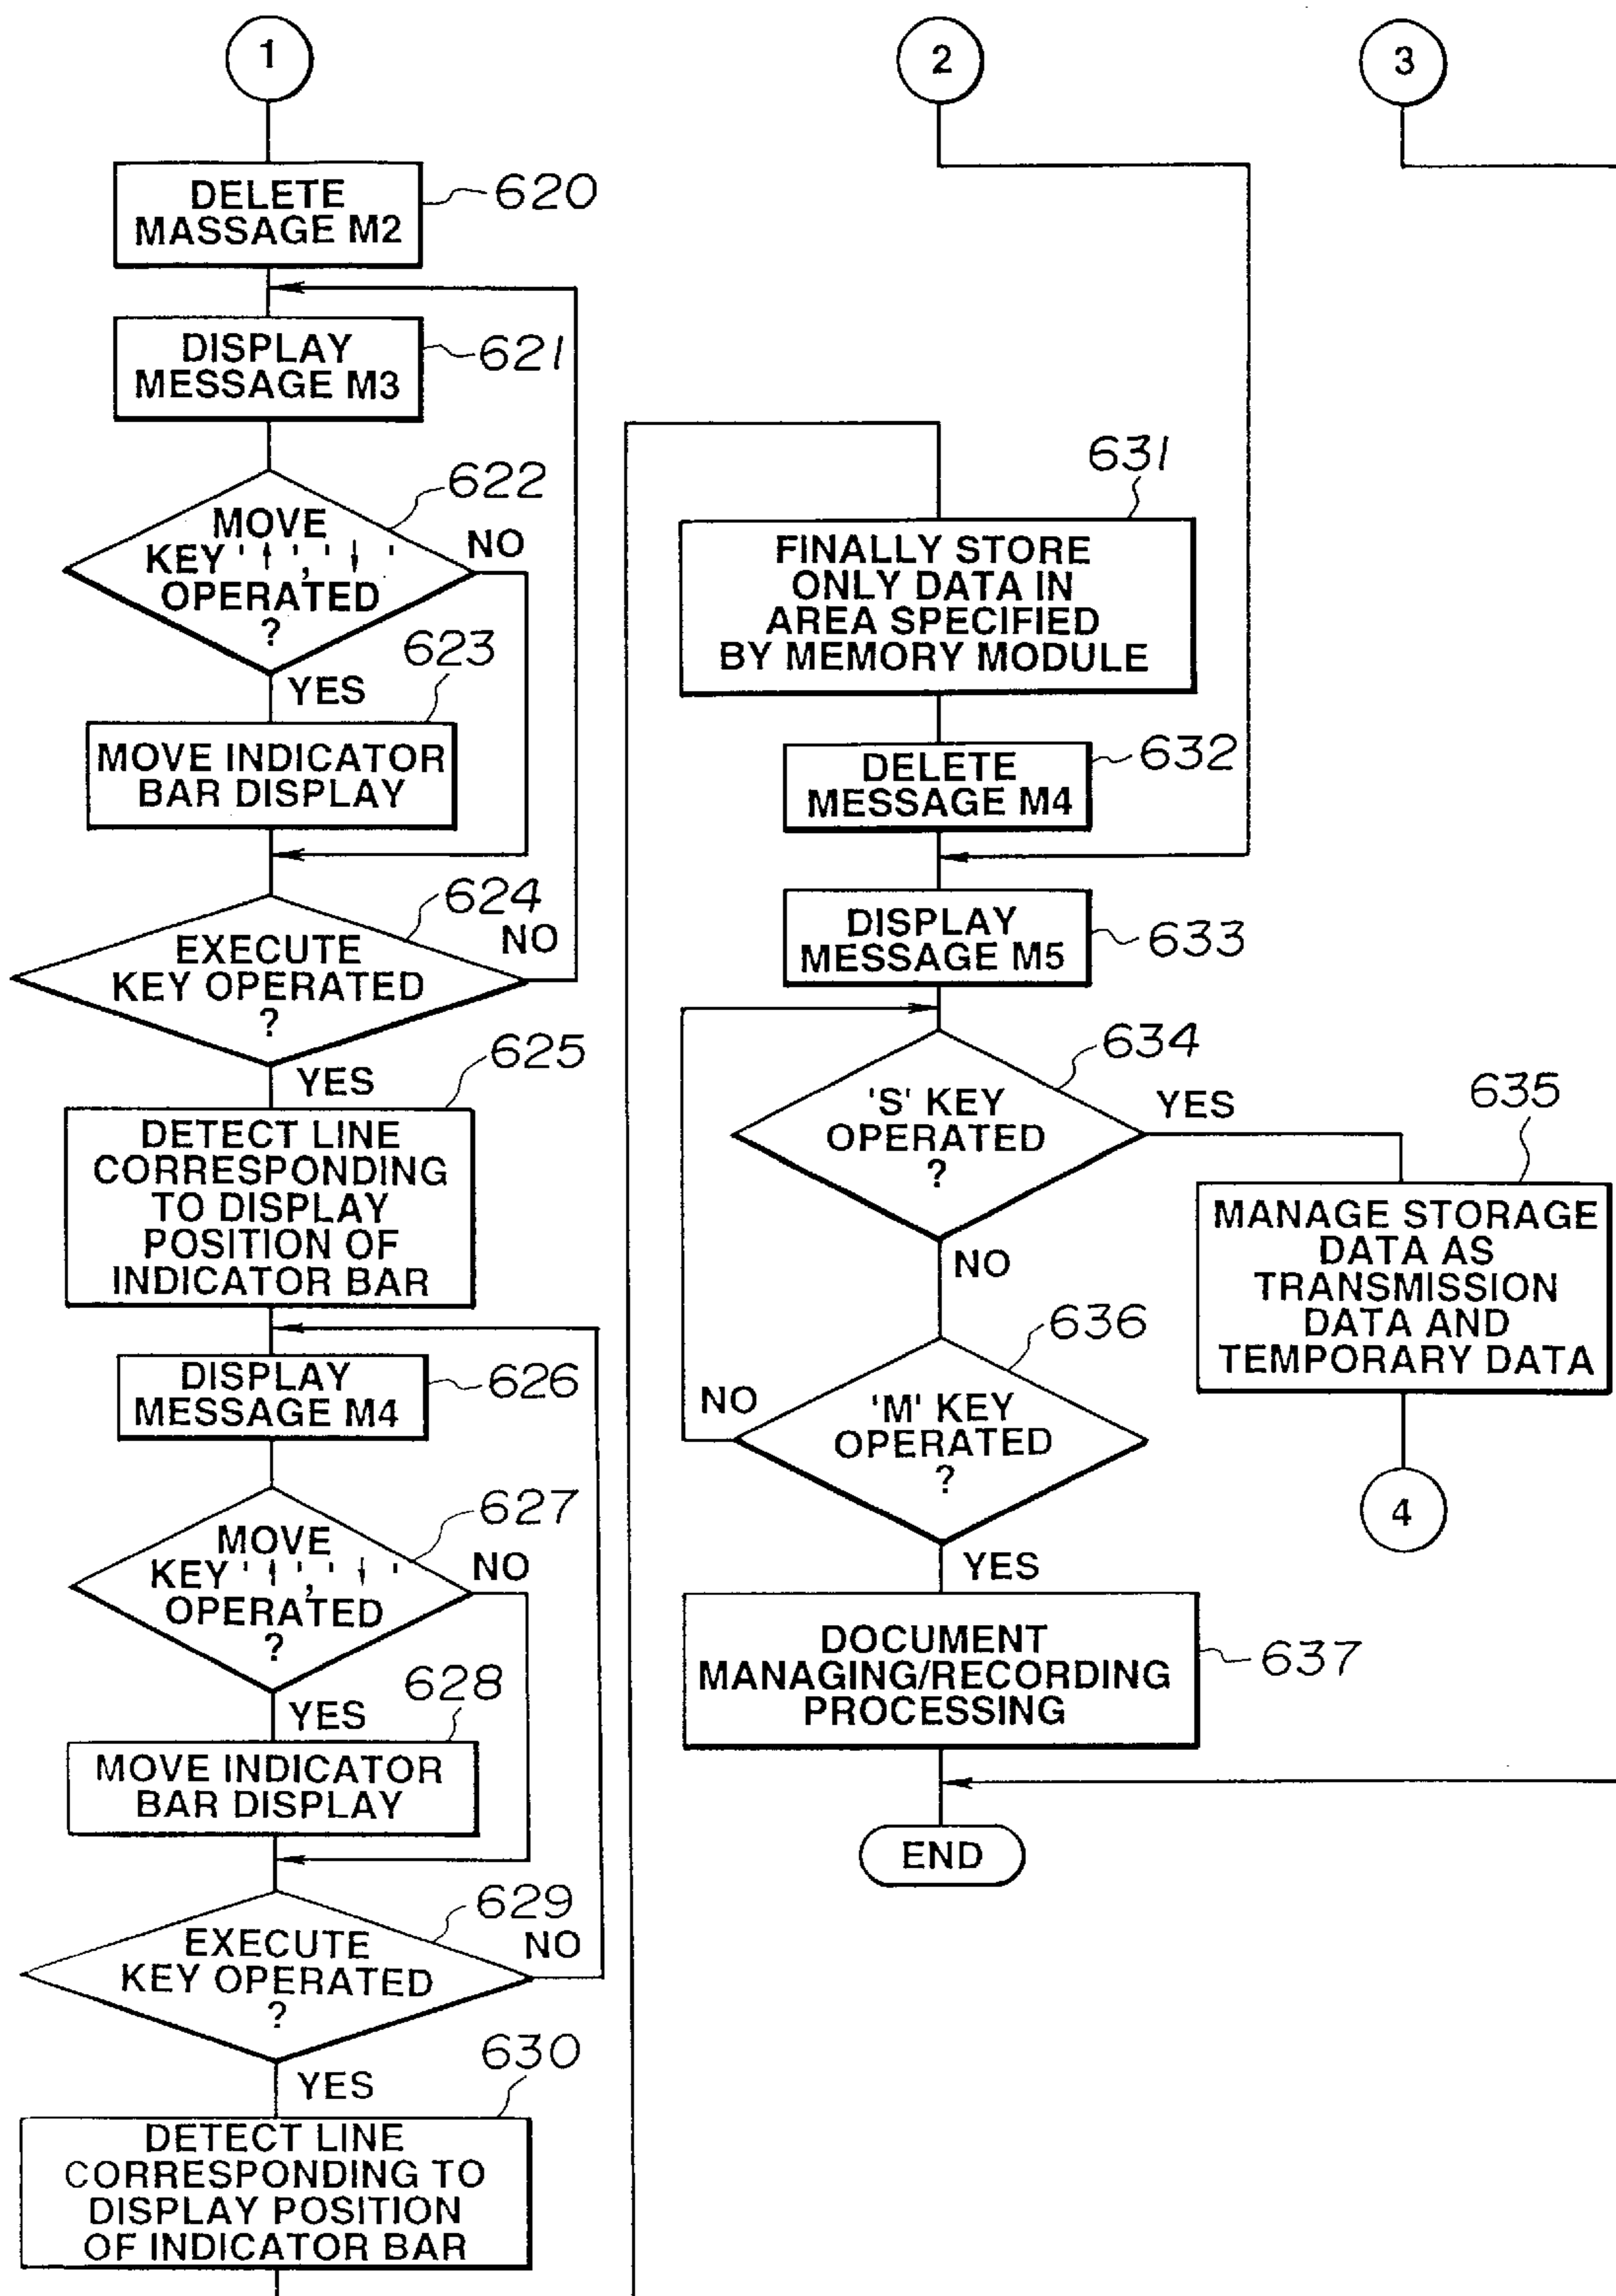 1
DELETE
MASSAGE M2
620
DISPLAY
MESSAGE M3
621
622
MOVE
KEY '↑','↓'
OPERATED
?
NO
YES
623
MOVE INDICATOR
BAR DISPLAY
624
EXECUTE
KEY OPERATED
?
NO
YES
625
DETECT LINE
CORRESPONDING
TO DISPLAY
POSITION OF
INDICATOR BAR
DISPLAY
MESSAGE M4
626
627
MOVE
KEY '↑','↓'
OPERATED
?
NO
YES
628
MOVE INDICATOR
BAR DISPLAY
629
EXECUTE
KEY OPERATED
?
NO
YES
630
DETECT LINE
CORRESPONDING TO
DISPLAY POSITION
OF INDICATOR BAR
2
631
FINALLY STORE
ONLY DATA IN
AREA SPECIFIED
BY MEMORY MODULE
DELETE
MESSAGE M4
632
DISPLAY
MESSAGE M5
633
634
'S' KEY
OPERATED
?
YES
NO
636
'M' KEY
OPERATED
?
NO
YES
DOCUMENT
MANAGING/RECORDING
PROCESSING
637
END
3
635
MANAGE STORAGE
DATA AS
TRANSMISSION
DATA AND
TEMPORARY DATA
4